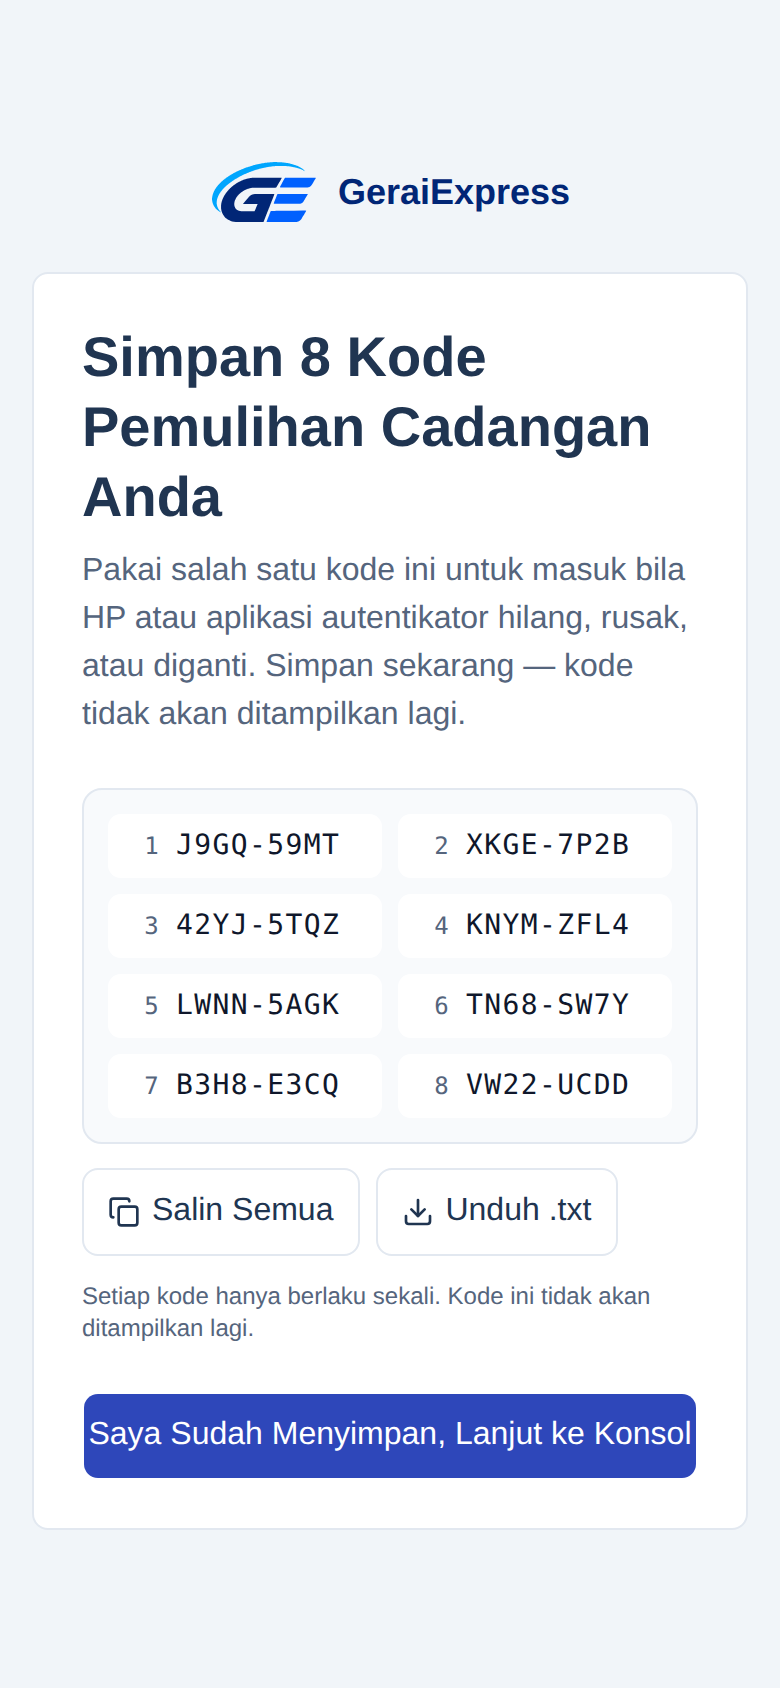 GeraiExpress
Simpan 8 Kode
Pemulihan Cadangan
Anda
Pakai salah satu kode ini untuk masuk bila
HP atau aplikasi autentikator hilang, rusak,
atau diganti. Simpan sekarang — kode
tidak akan ditampilkan lagi.
1 J9GQ-59MT
2 XKGE-7P2B
3 42YJ-5TQZ
4 KNYM-ZFL4
5 LWNN-5AGK
6 TN68-SW7Y
7 B3H8-E3CQ
8 VW22-UCDD
Salin Semua
Unduh .txt
Setiap kode hanya berlaku sekali. Kode ini tidak akan
ditampilkan lagi.
Saya Sudah Menyimpan, Lanjut ke Konsol